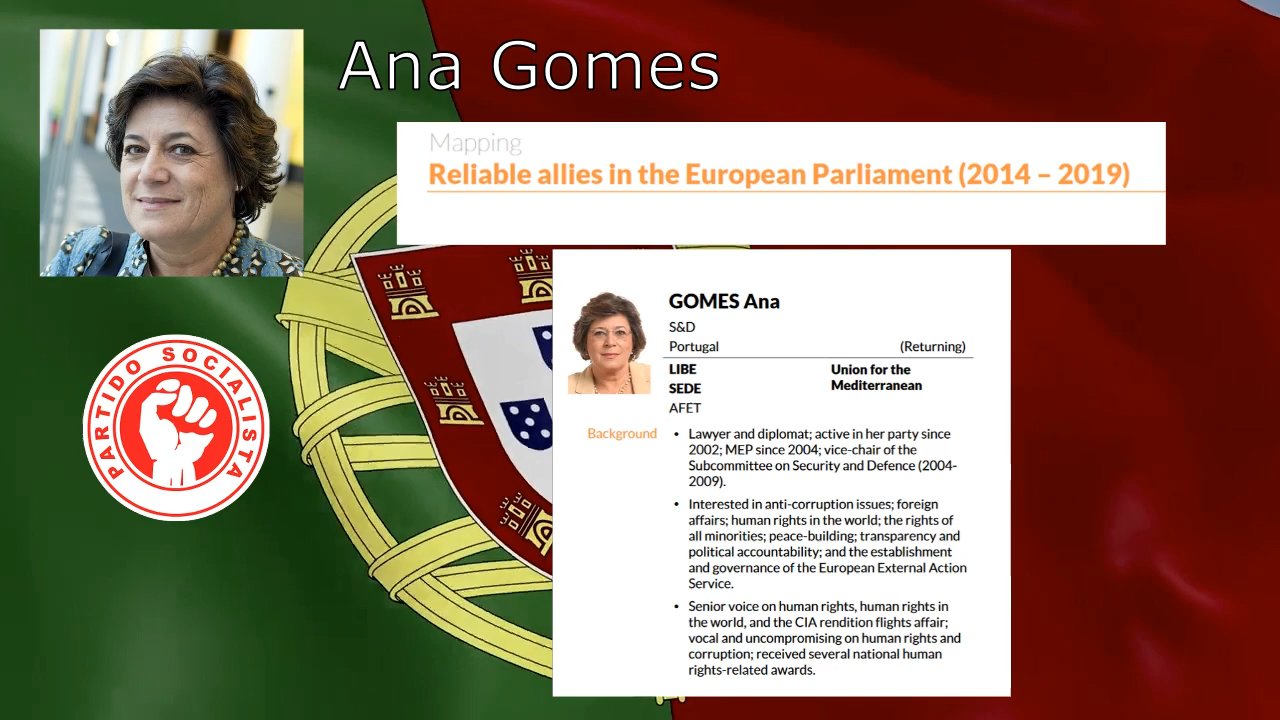 Ana Gomes
Mapping
Reliable allies in the European Parliament (2014 – 2019)
GOMES Ana
S&D
Portugal (Returning)
LIBE Union for the
SEDE Mediterranean
AFET
Background • Lawyer and diplomat; active in her party since
2002; MEP since 2004; vice-chair of the
Subcommittee on Security and Defence (2004-
2009).
• Interested in anti-corruption issues; foreign
affairs; human rights in the world; the rights of
all minorities; peace-building; transparency and
political accountability; and the establishment
and governance of the European External Action
Service.
• Senior voice on human rights, human rights in
the world, and the CIA rendition flights affair;
vocal and uncompromising on human rights and
corruption; received several national human
rights-related awards.
PARTIDO SOCIALISTA